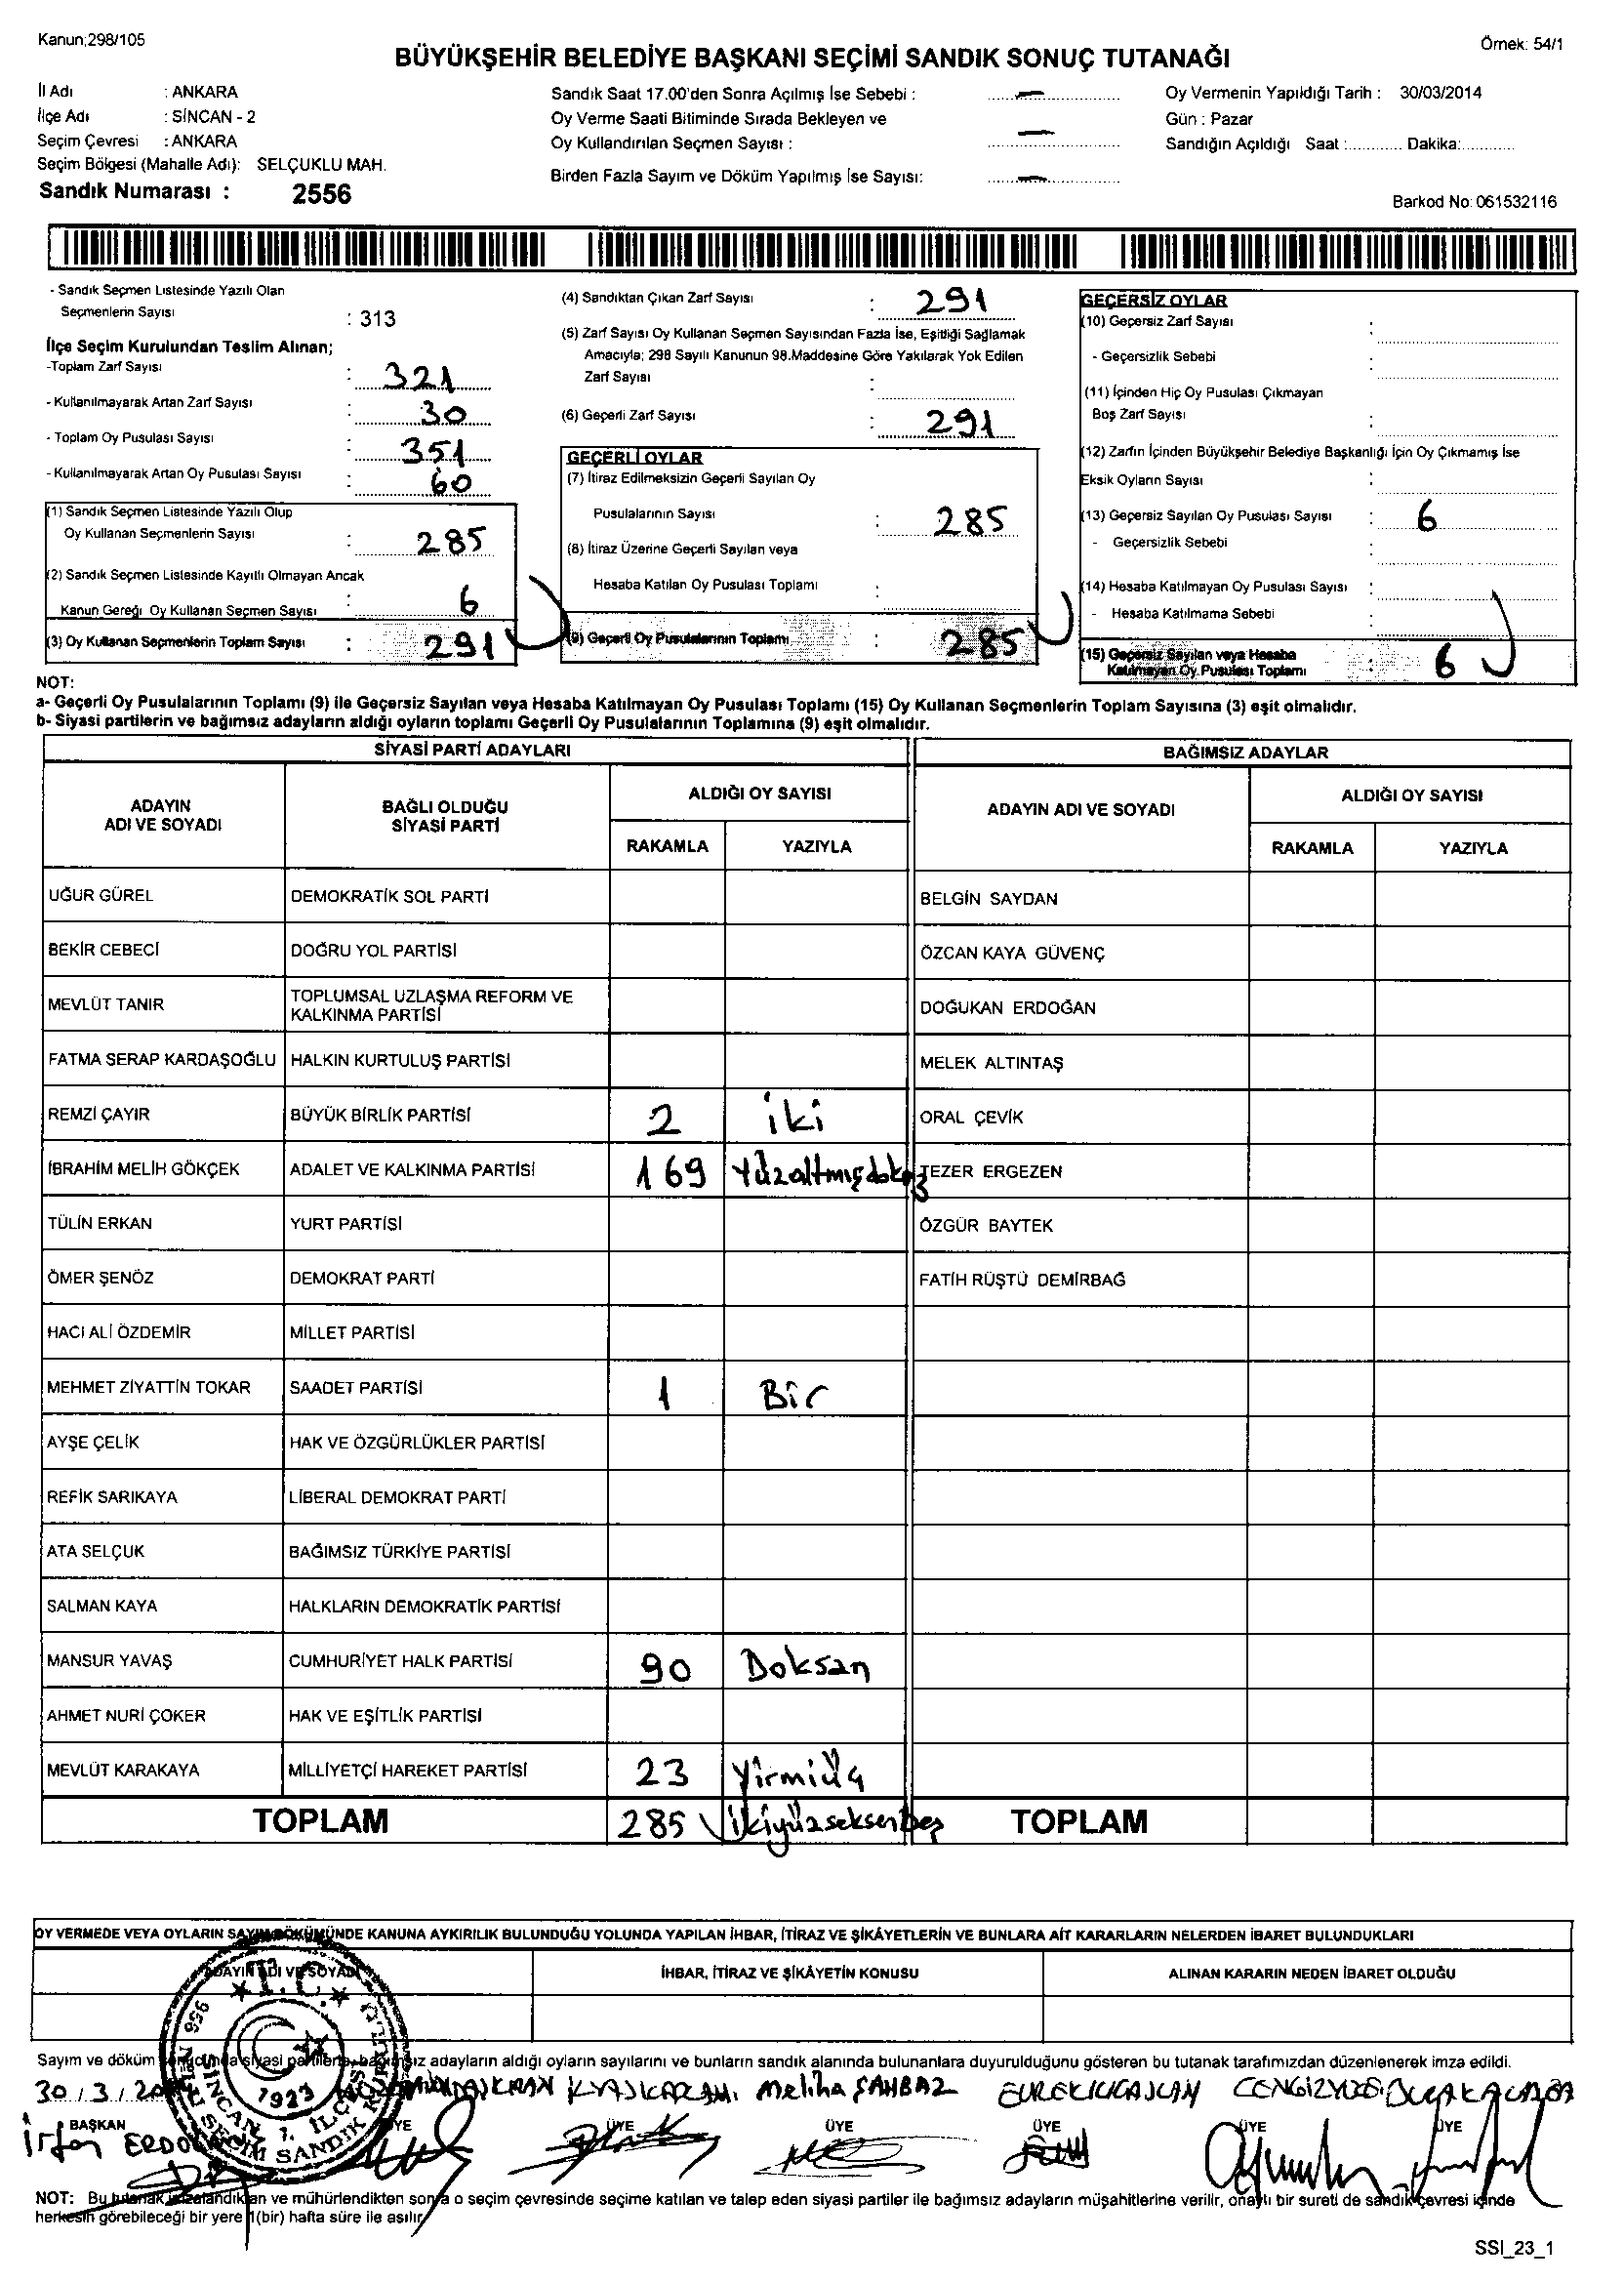 Kanun;298/105
Örnek: 54/1
BÜYÜKŞEHİR BELEDİYE BAŞKANI SEÇİMİ SANDIK SONUÇ TUTANAĞI
İl Adı : ANKARA
İlçe Adı : SİNCAN - 2
Seçim Çevresi : ANKARA
Seçim Bölgesi (Mahalle Adı): SELÇUKLU MAH.
Sandık Numarası : 2556
Sandık Saat 17.00'den Sonra Açılmış İse Sebebi : —
Oy Verme Saati Bitiminde Sırada Bekleyen ve
Oy Kullandırılan Seçmen Sayısı : —
Birden Fazla Sayım ve Döküm Yapılmış İse Sayısı: —
Oy Vermenin Yapıldığı Tarih : 30/03/2014
Gün : Pazar
Sandığın Açıldığı Saat :............ Dakika:............
Barkod No: 061532116
- Sandık Seçmen Listesinde Yazılı Olan
Seçmenlerin Sayısı : 313
İlçe Seçim Kurulundan Teslim Alınan;
-Toplam Zarf Sayısı : 321
- Kullanılmayarak Artan Zarf Sayısı : 30
- Toplam Oy Pusulası Sayısı : 351
- Kullanılmayarak Artan Oy Pusulası Sayısı : 60
(1) Sandık Seçmen Listesinde Yazılı Olup
Oy Kullanan Seçmenlerin Sayısı : 285
(2) Sandık Seçmen Listesinde Kayıtlı Olmayan Ancak
Kanun Gereği Oy Kullanan Seçmen Sayısı : 6
(3) Oy Kullanan Seçmenlerin Toplam Sayısı : 291
(4) Sandıktan Çıkan Zarf Sayısı : 291
(5) Zarf Sayısı Oy Kullanan Seçmen Sayısından Fazla İse, Eşitliği Sağlamak
Amacıyla; 298 Sayılı Kanunun 98.Maddesine Göre Yakılarak Yok Edilen
Zarf Sayısı :
(6) Geçerli Zarf Sayısı : 291
GEÇERLİ OYLAR
(7) İtiraz Edilmeksizin Geçerli Sayılan Oy
Pusulalarının Sayısı : 285
(8) İtiraz Üzerine Geçerli Sayılan veya
Hesaba Katılan Oy Pusulası Toplamı :
(9) Geçerli Oy Pusulalarının Toplamı : 285
GEÇERSİZ OYLAR
(10) Geçersiz Zarf Sayısı :
- Geçersizlik Sebebi :
(11) İçinden Hiç Oy Pusulası Çıkmayan
Boş Zarf Sayısı :
(12) Zarfın İçinden Büyükşehir Belediye Başkanlığı İçin Oy Çıkmamış İse
Eksik Oyların Sayısı :
(13) Geçersiz Sayılan Oy Pusulası Sayısı : 6
- Geçersizlik Sebebi :
(14) Hesaba Katılmayan Oy Pusulası Sayısı :
- Hesaba Katılmama Sebebi :
(15) Geçersiz Sayılan veya Hesaba
Katılmayan Oy Pusulası Toplamı : 6
NOT:
a- Geçerli Oy Pusulalarının Toplamı (9) ile Geçersiz Sayılan veya Hesaba Katılmayan Oy Pusulası Toplamı (15) Oy Kullanan Seçmenlerin Toplam Sayısına (3) eşit olmalıdır.
b- Siyasi partilerin ve bağımsız adayların aldığı oyların toplamı Geçerli Oy Pusulalarının Toplamına (9) eşit olmalıdır.
SİYASİ PARTİ ADAYLARI
BAĞIMSIZ ADAYLAR
ADAYIN ADI VE SOYADI
BAĞLI OLDUĞU SİYASİ PARTİ
ALDIĞI OY SAYISI
RAKAMLA YAZIYLA
ADAYIN ADI VE SOYADI
ALDIĞI OY SAYISI
RAKAMLA YAZIYLA
UĞUR GÜREL DEMOKRATİK SOL PARTİ BELGİN SAYDAN
BEKİR CEBECİ DOĞRU YOL PARTİSİ ÖZCAN KAYA GÜVENÇ
MEVLÜT TANIR TOPLUMSAL UZLAŞMA REFORM VE KALKINMA PARTİSİ DOĞUKAN ERDOĞAN
FATMA SERAP KARDAŞOĞLU HALKIN KURTULUŞ PARTİSİ MELEK ALTINTAŞ
REMZİ ÇAYIR BÜYÜK BİRLİK PARTİSİ 2 iki ORAL ÇEVİK
İBRAHİM MELİH GÖKÇEK ADALET VE KALKINMA PARTİSİ 169 Yüzaltmışdokuz TEZER ERGEZEN
TÜLİN ERKAN YURT PARTİSİ ÖZGÜR BAYTEK
ÖMER ŞENÖZ DEMOKRAT PARTİ FATİH RÜŞTÜ DEMİRBAĞ
HACI ALİ ÖZDEMİR MİLLET PARTİSİ
MEHMET ZİYATTİN TOKAR SAADET PARTİSİ 1 Bir
AYŞE ÇELİK HAK VE ÖZGÜRLÜKLER PARTİSİ
REFİK SARIKAYA LİBERAL DEMOKRAT PARTİ
ATA SELÇUK BAĞIMSIZ TÜRKİYE PARTİSİ
SALMAN KAYA HALKLARIN DEMOKRATİK PARTİSİ
MANSUR YAVAŞ CUMHURİYET HALK PARTİSİ 90 Doksan
AHMET NURİ ÇOKER HAK VE EŞİTLİK PARTİSİ
MEVLÜT KARAKAYA MİLLİYETÇİ HAREKET PARTİSİ 23 Yirmiüç
TOPLAM 285 ikiyüzseksenbeş TOPLAM
OY VERMEDE VEYA OYLARIN SAYIM DÖKÜMÜNDE KANUNA AYKIRILIK BULUNDUĞU YOLUNDA YAPILAN İHBAR, İTİRAZ VE ŞİKÂYETLERİN VE BUNLARA AİT KARARLARIN NELERDEN İBARET BULUNDUKLARI
ADAYIN ADI VE SOYADI İHBAR, İTİRAZ VE ŞİKÂYETİN KONUSU ALINAN KARARIN NEDEN İBARET OLDUĞU
T.C.
956
1923
SİNCAN
Sayım ve döküm sonucunda siyasi partilerle, bağımsız adayların aldığı oyların sayılarını ve bunların sandık alanında bulunanlara duyurulduğunu gösteren bu tutanak tarafımızdan düzenlenerek imza edildi.
30/3/20 Meliha ŞAHBAZ
BAŞKAN ÜYE ÜYE ÜYE ÜYE ÜYE ÜYE
İrfan
NOT: Bu tutanak imzalandıktan ve mühürlendikten sonra o seçim çevresinde seçime katılan ve talep eden siyasi partiler ile bağımsız adayların müşahitlerine verilir, onaylı bir sureti de sandık çevresi içinde
herkesin görebileceği bir yere 1(bir) hafta süre ile asılır.
SSI_23_1